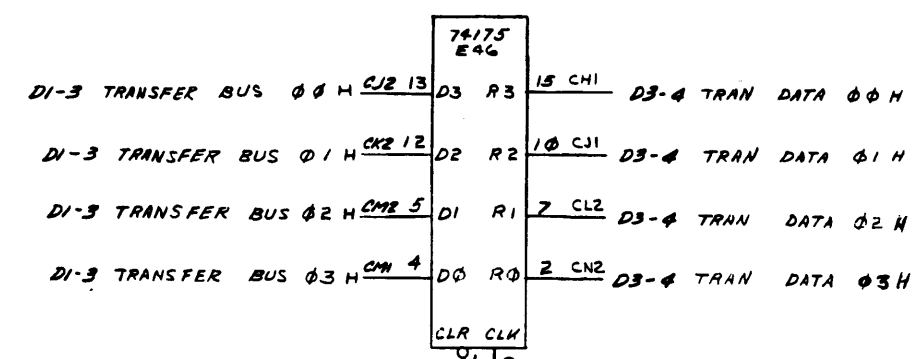 74175
E46
D1-3 TRANSFER BUS ØØ H CJ2 13 D3 R3 15 CH1 D3-4 TRAN DATA ØØ H
D1-3 TRANSFER BUS Ø1 H CK2 12 D2 R2 1Ø CJ1 D3-4 TRAN DATA Ø1 H
D1-3 TRANSFER BUS Ø2 H CM2 5 D1 R1 7 CL2 D3-4 TRAN DATA Ø2 H
D1-3 TRANSFER BUS Ø3 H CM1 4 DØ RØ 2 CN2 D3-4 TRAN DATA Ø3 H
CLR CLK